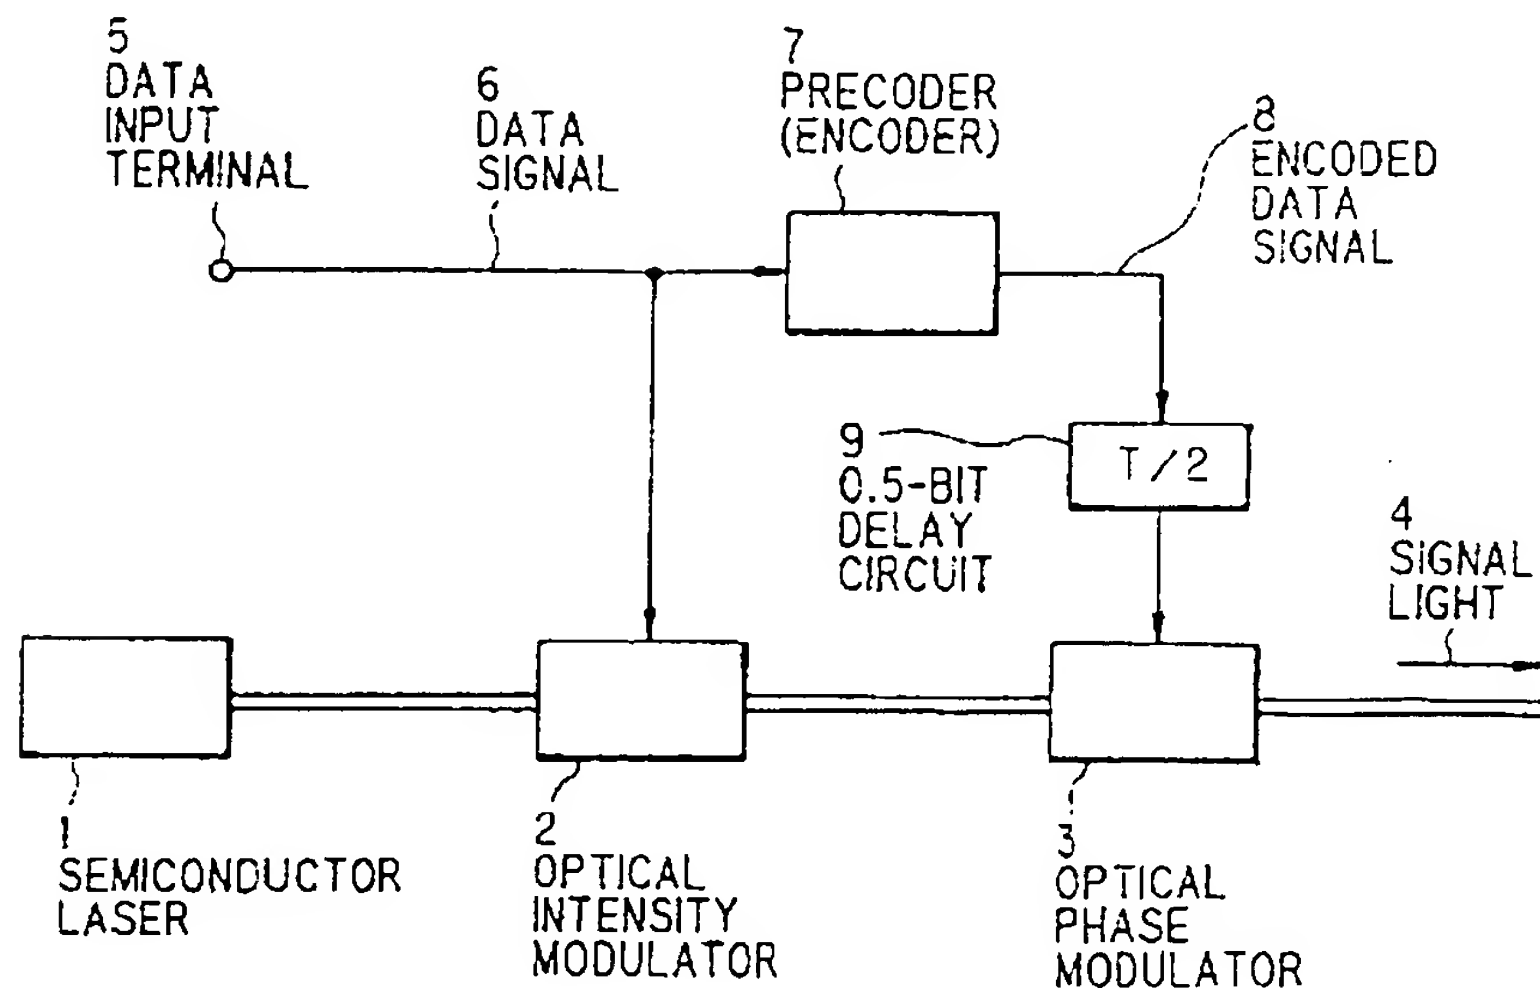 5
DATA
INPUT
TERMINAL
6
DATA
SIGNAL
7
PRECODER
(ENCODER)
8
ENCODED
DATA
SIGNAL
9
0.5-BIT
DELAY
CIRCUIT
T/2
4
SIGNAL
LIGHT
1
SEMICONDUCTOR
LASER
2
OPTICAL
INTENSITY
MODULATOR
3
OPTICAL
PHASE
MODULATOR